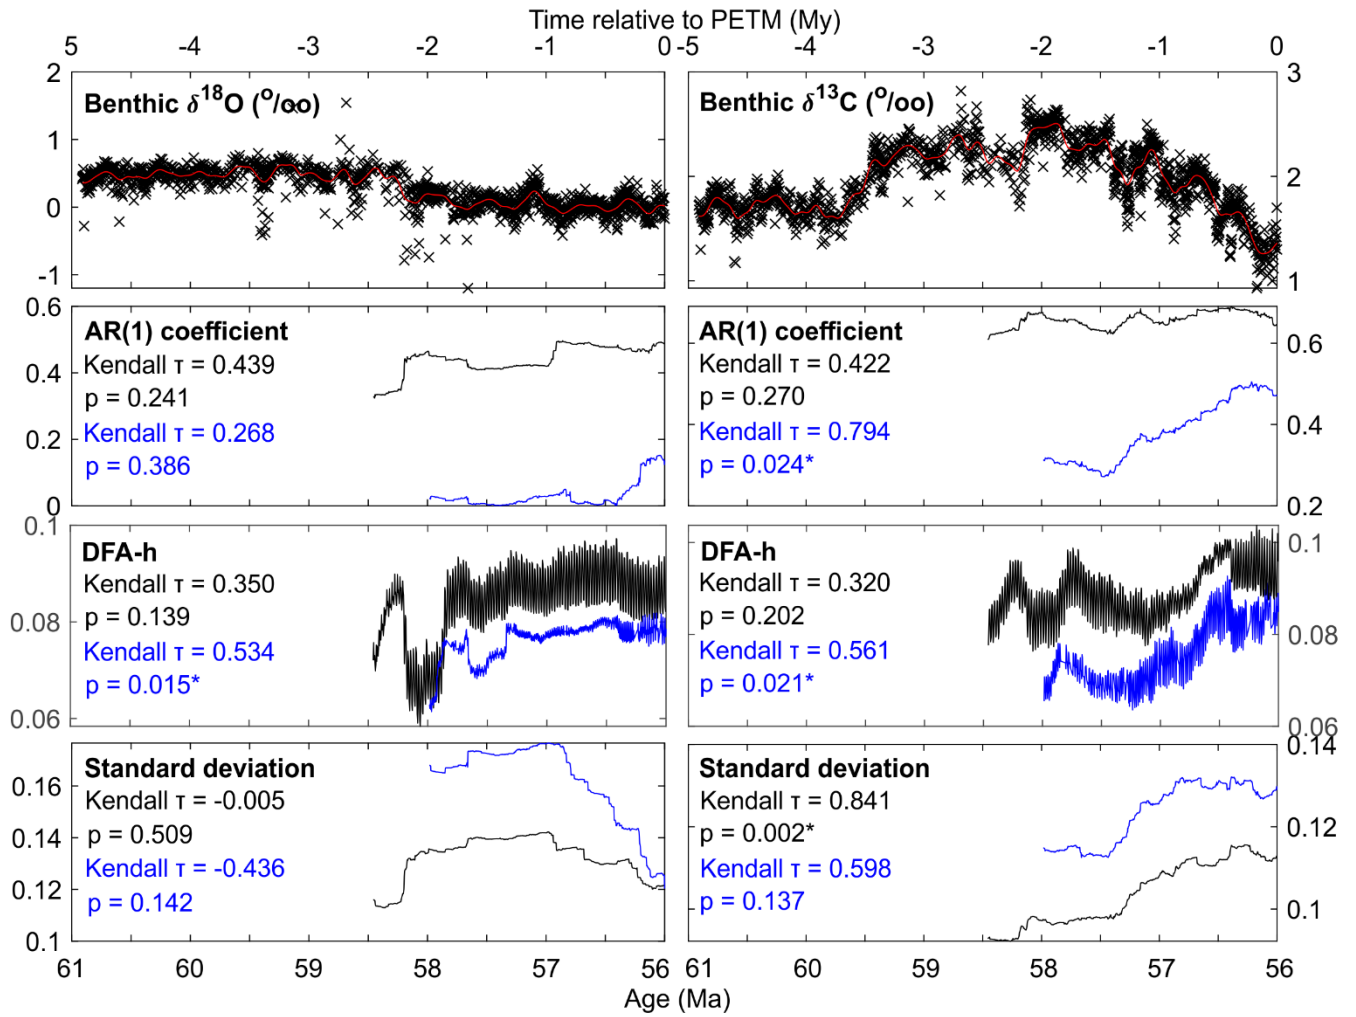 Time relative to PETM (My)
5 -4 -3 -2 -1 0 -5 -4 -3 -2 -1 0
Benthic δ18O (o/oo)
2
1
0
-1
Benthic δ13C (o/oo)
3
2
1
AR(1) coefficient
Kendall τ = 0.439
p = 0.241
Kendall τ = 0.268
p = 0.386
0.6
0.4
0.2
0
AR(1) coefficient
Kendall τ = 0.422
p = 0.270
Kendall τ = 0.794
p = 0.024*
0.6
0.4
0.2
DFA-h
Kendall τ = 0.350
p = 0.139
Kendall τ = 0.534
p = 0.015*
0.1
0.08
0.06
DFA-h
Kendall τ = 0.320
p = 0.202
Kendall τ = 0.561
p = 0.021*
0.1
0.08
0.06
Standard deviation
Kendall τ = -0.005
p = 0.509
Kendall τ = -0.436
p = 0.142
0.16
0.14
0.12
0.1
Standard deviation
Kendall τ = 0.841
p = 0.002*
Kendall τ = 0.598
p = 0.137
0.14
0.12
0.1
61 60 59 58 57 56 61 60 59 58 57 56
Age (Ma)